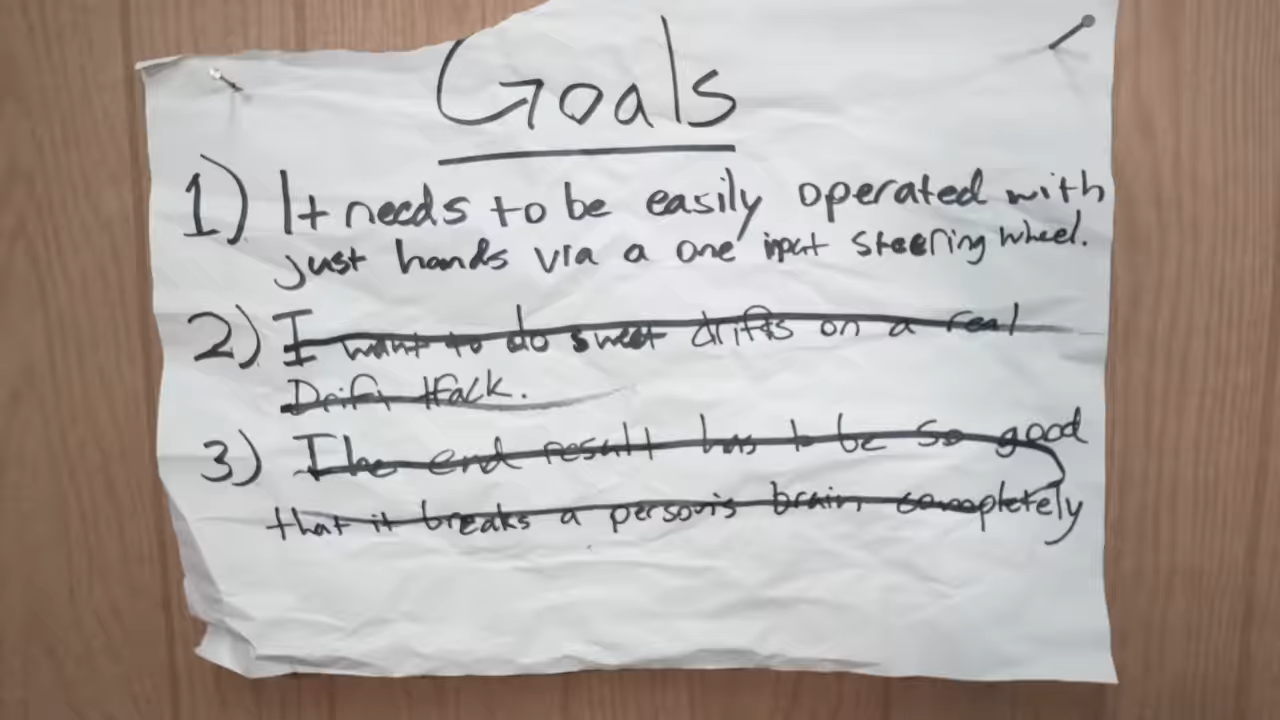 Goals
1) It needs to be easily operated with
just hands via a one input steering wheel.
2) I want to do sweet drifts on a real
Drift track.
3) The end result has to be so good
that it breaks a person's brain completely